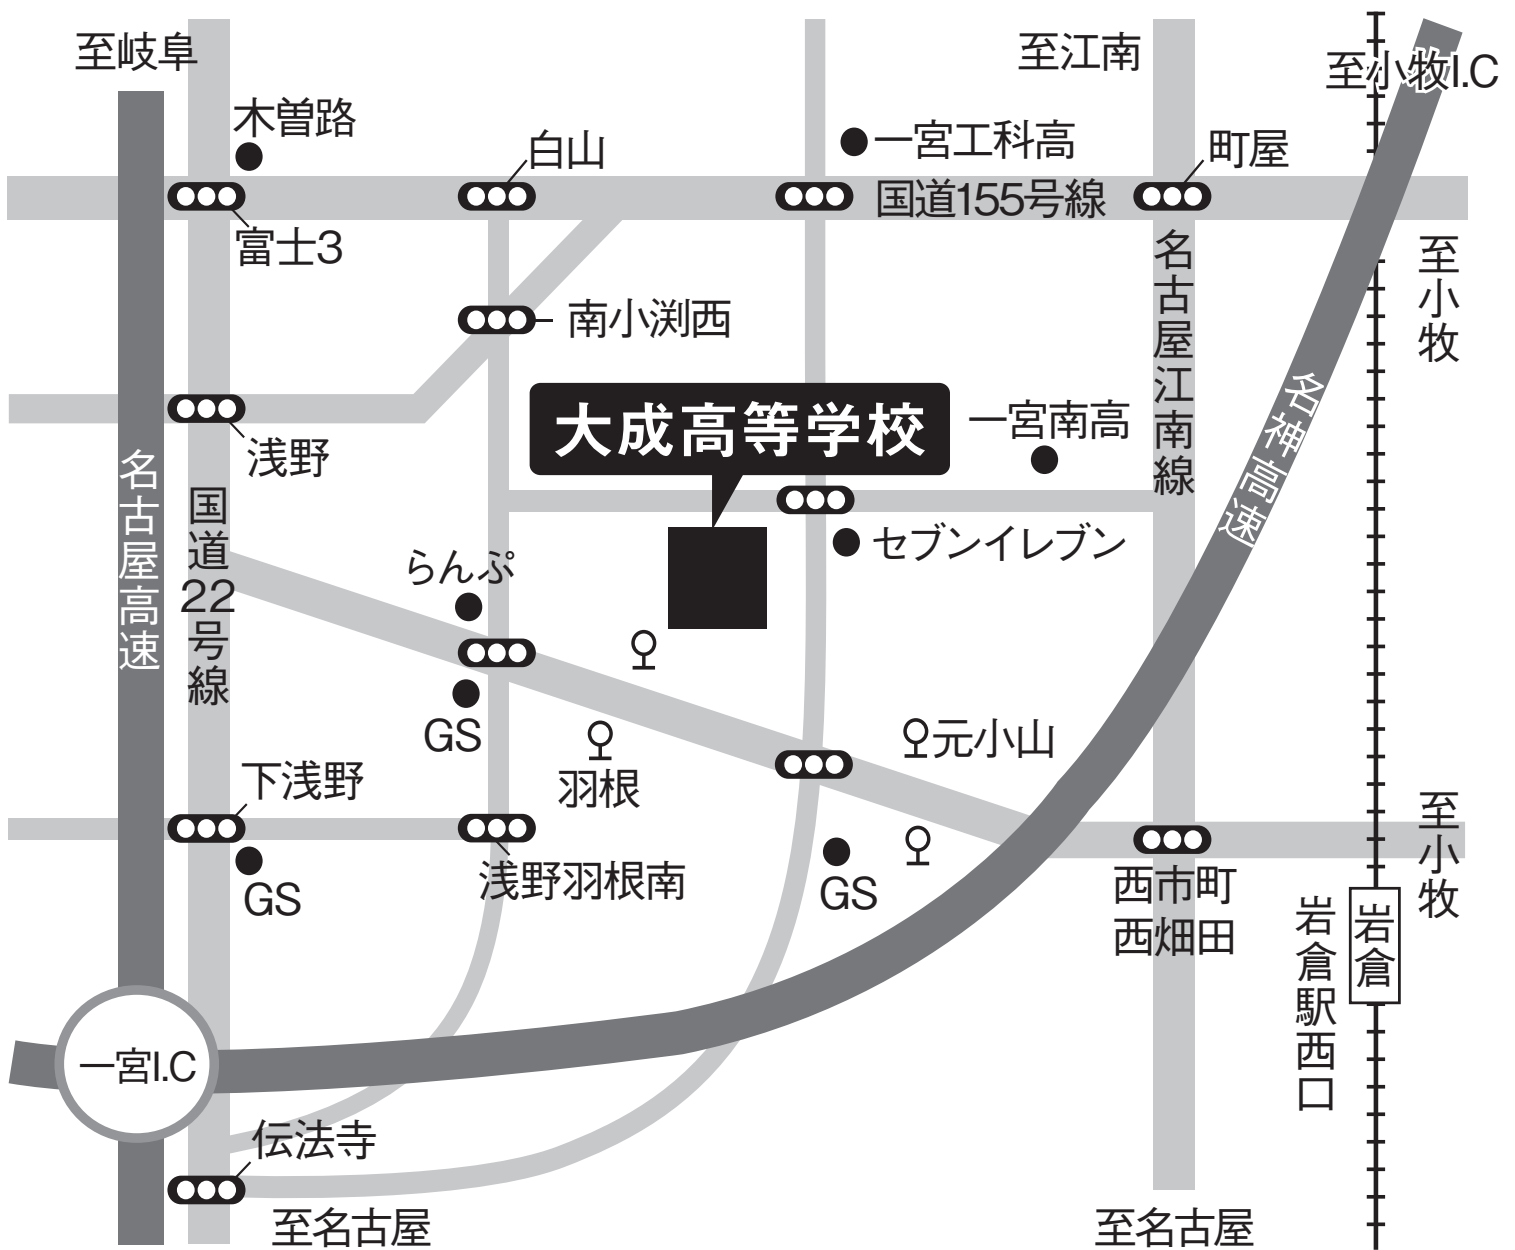 至岐阜
至江南
至小牧I.C
木曽路
白山
一宮工科高
町屋
国道155号線
富士3
至小牧
名古屋江南線
南小渕西
名神高速
大成高等学校
一宮南高
浅野
名古屋高速
国道22号線
セブンイレブン
らんぷ
GS
元小山
羽根
下浅野
至小牧
浅野羽根南
GS
GS
西市町
西畑田
岩倉
岩倉駅西口
一宮I.C
伝法寺
至名古屋
至名古屋